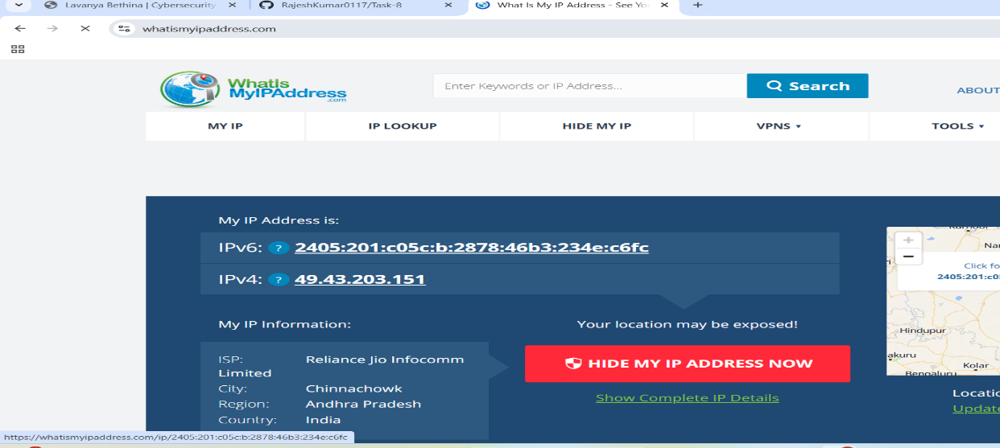 Lavanya Bethina | Cybersecurity
RajeshKumar0117/Task-8
What Is My IP Address - See Yo
whatismyipaddress.com
WhatIs
MyIPAddress
.com
Enter Keywords or IP Address...
Search
ABOUT
MY IP
IP LOOKUP
HIDE MY IP
VPNS
TOOLS
My IP Address is:
IPv6: ? 2405:201:c05c:b:2878:46b3:234e:c6fc
IPv4: ? 49.43.203.151
My IP Information:
ISP: Reliance Jio Infocomm
Limited
City: Chinnachowk
Region: Andhra Pradesh
Country: India
Your location may be exposed!
HIDE MY IP ADDRESS NOW
Show Complete IP Details
Nan
Click fo
2405:201:c05
Hindupur
akuru
Kolar
Bengaluru
Locatio
Update
https://whatismyipaddress.com/ip/2405:201:c05c:b:2878:46b3:234e:c6fc